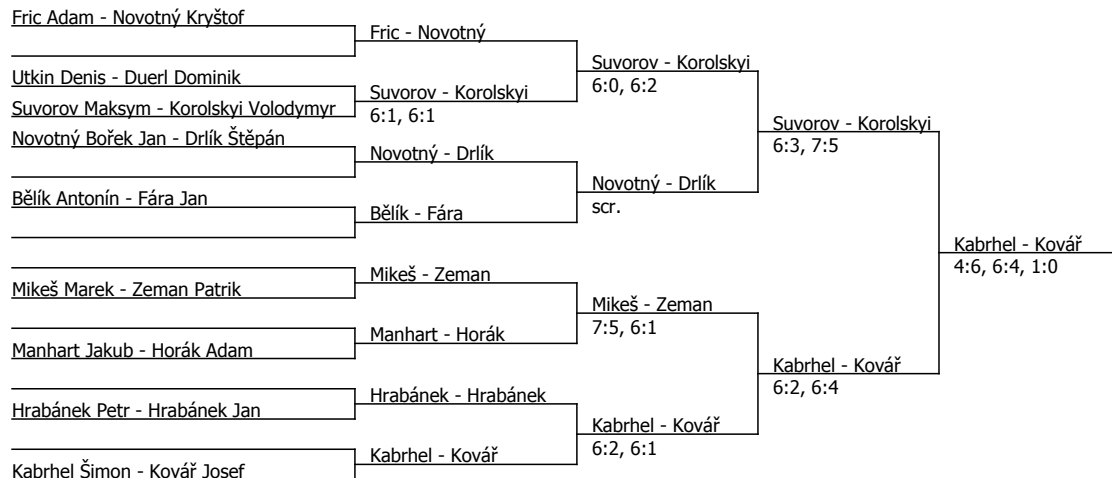 Fric Adam - Novotný Kryštof
Utkin Denis - Duerl Dominik
Suvorov Maksym - Korolskyi Volodymyr
Novotný Bořek Jan - Drlík Štěpán
Bělík Antonín - Fára Jan
Mikeš Marek - Zeman Patrik
Manhart Jakub - Horák Adam
Hrabánek Petr - Hrabánek Jan
Kabrhel Šimon - Kovář Josef
Fric - Novotný
Suvorov - Korolskyi
6:1, 6:1
Novotný - Drlík
Bělík - Fára
Mikeš - Zeman
Manhart - Horák
Hrabánek - Hrabánek
Kabrhel - Kovář
Suvorov - Korolskyi
6:0, 6:2
Novotný - Drlík
scr.
Mikeš - Zeman
7:5, 6:1
Kabrhel - Kovář
6:2, 6:1
Suvorov - Korolskyi
6:3, 7:5
Kabrhel - Kovář
6:2, 6:4
Kabrhel - Kovář
4:6, 6:4, 1:0